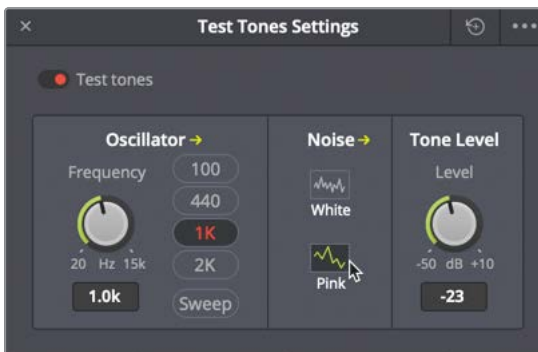 Test Tones Settings
Test tones
Oscillator →
Frequency
20 Hz 15k
1.0k
100
440
1K
2K
Sweep
Noise →
White
Pink
Tone Level
Level
-50 dB +10
-23